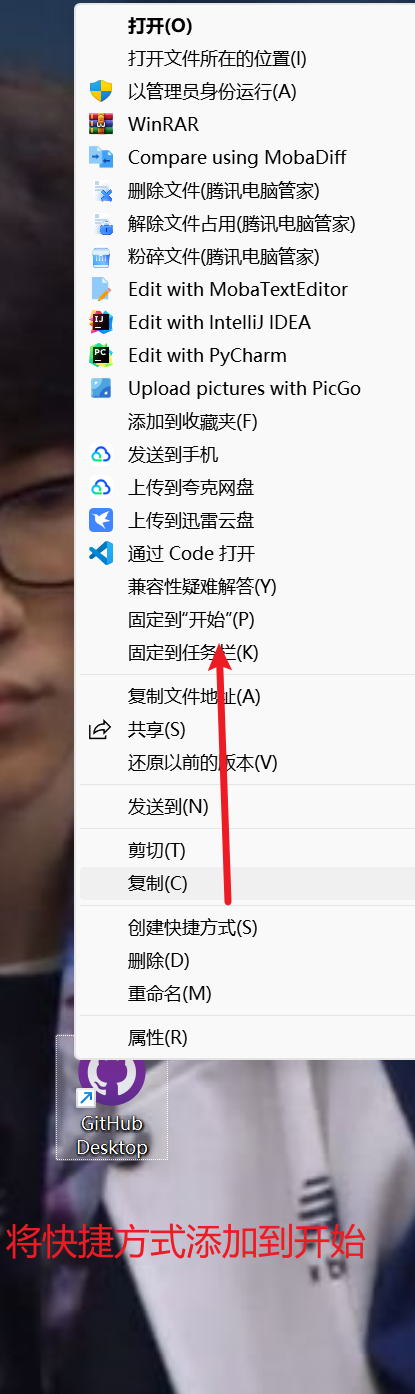 打开(O)
打开文件所在的位置(I)
以管理员身份运行(A)
WinRAR
Compare using MobaDiff
删除文件(腾讯电脑管家)
解除文件占用(腾讯电脑管家)
粉碎文件(腾讯电脑管家)
Edit with MobaTextEditor
Edit with IntelliJ IDEA
Edit with PyCharm
Upload pictures with PicGo
添加到收藏夹(F)
发送到手机
上传到夸克网盘
上传到迅雷云盘
通过 Code 打开
兼容性疑难解答(Y)
固定到“开始”(P)
固定到任务栏(K)
复制文件地址(A)
共享(S)
还原以前的版本(V)
发送到(N)
剪切(T)
复制(C)
创建快捷方式(S)
删除(D)
重命名(M)
属性(R)
GitHub
Desktop
将快捷方式添加到开始